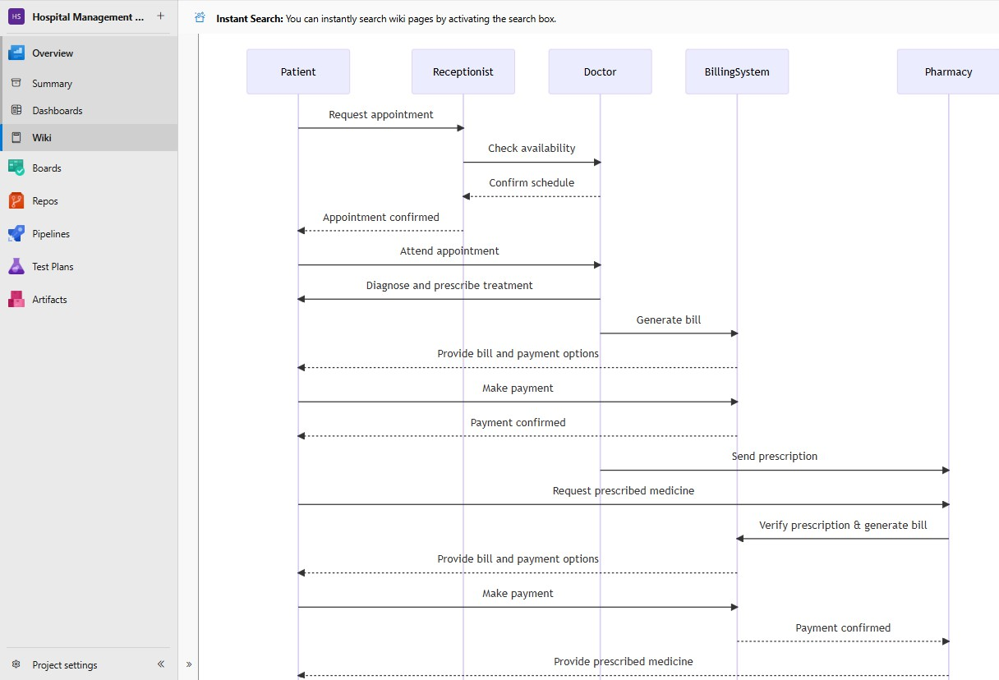 HS Hospital Management ... +
Instant Search: You can instantly search wiki pages by activating the search box.
Overview
Summary
Dashboards
Wiki
Boards
Repos
Pipelines
Test Plans
Artifacts
Project settings
Patient
Receptionist
Doctor
BillingSystem
Pharmacy
Request appointment
Check availability
Confirm schedule
Appointment confirmed
Attend appointment
Diagnose and prescribe treatment
Generate bill
Provide bill and payment options
Make payment
Payment confirmed
Send prescription
Request prescribed medicine
Verify prescription & generate bill
Provide bill and payment options
Make payment
Payment confirmed
Provide prescribed medicine